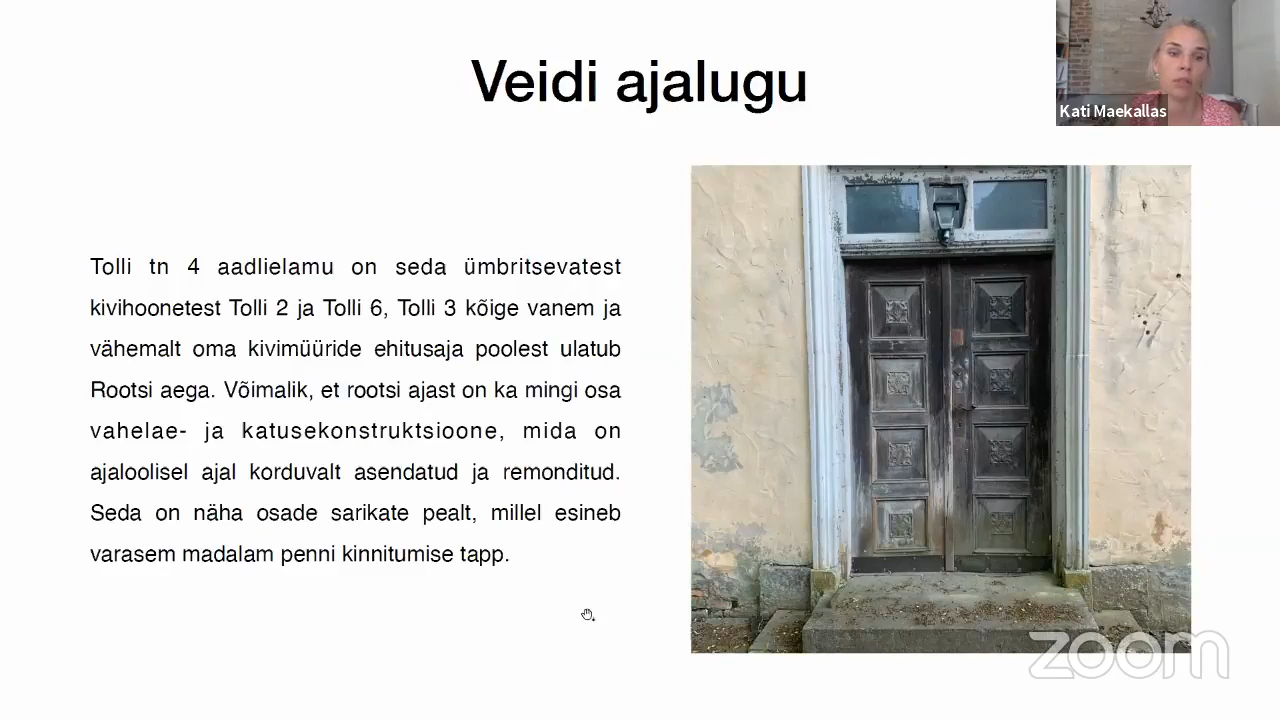 Veidi ajalugu
Kati Maekallas
Tolli tn 4 aadlielamu on seda ümbritsevatest
kivihoonetest Tolli 2 ja Tolli 6, Tolli 3 kõige vanem ja
vähemalt oma kivimüüride ehitusaja poolest ulatub
Rootsi aega. Võimalik, et rootsi ajast on ka mingi osa
vahelae- ja katusekonstruktsioone, mida on
ajaloolisel ajal korduvalt asendatud ja remonditud.
Seda on näha osade sarikate pealt, millel esineb
varasem madalam penni kinnitumise tapp.
zoom